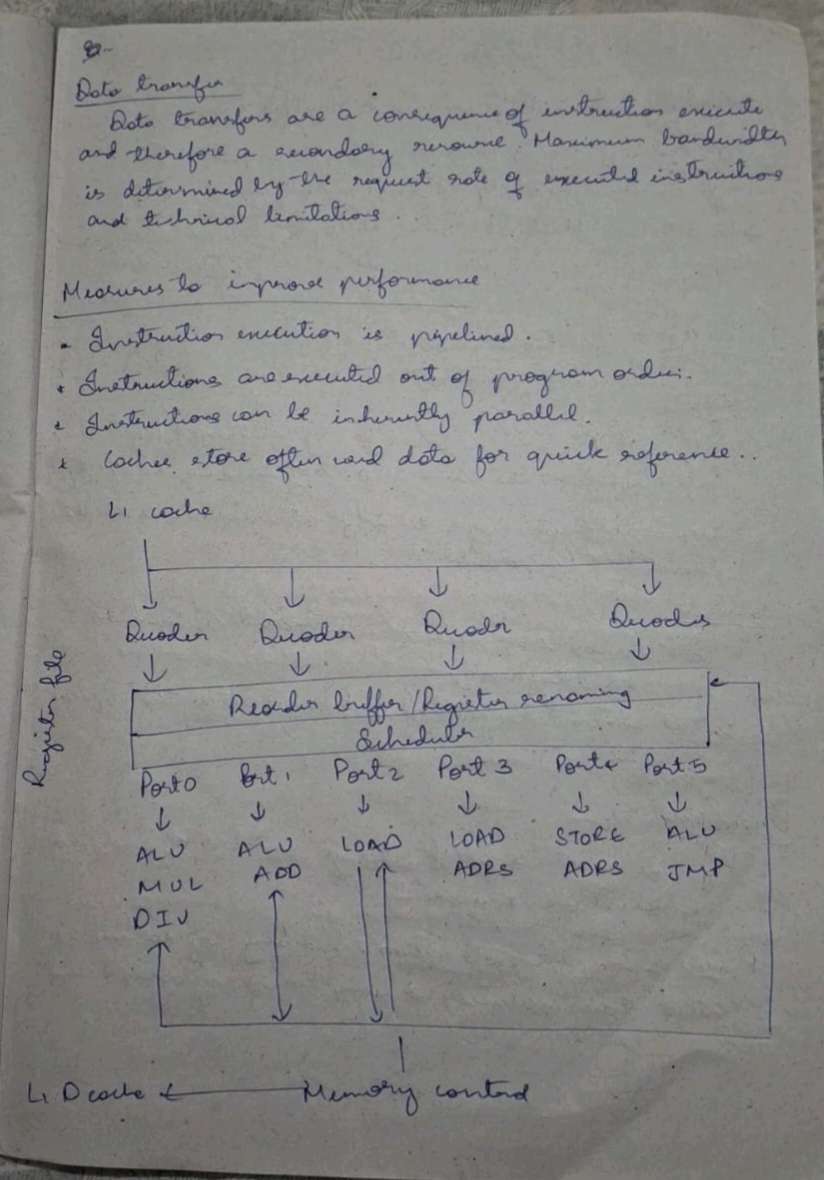 Data transfer
Data transfers are a consequence of instruction execute
and therefore a secondary resource. Maximum bandwidth
is determined by the request rate of executed instructions
and technical limitations.
Measures to improve performance
Instruction execution is pipelined.
Instructions are executed out of program order.
Instructions can be inherently parallel.
Caches store often used data for quick reference..
L1 cache
Decoder Decoder Decoder Decoder
Register file
Reorder buffer/Register renaming
Scheduler
Port 0 Port 1 Port 2 Port 3 Port 4 Port 5
ALU ALU LOAD LOAD STORE ALU
MUL ADD ADRS ADRS JMP
DIV
L1 D cache Memory control